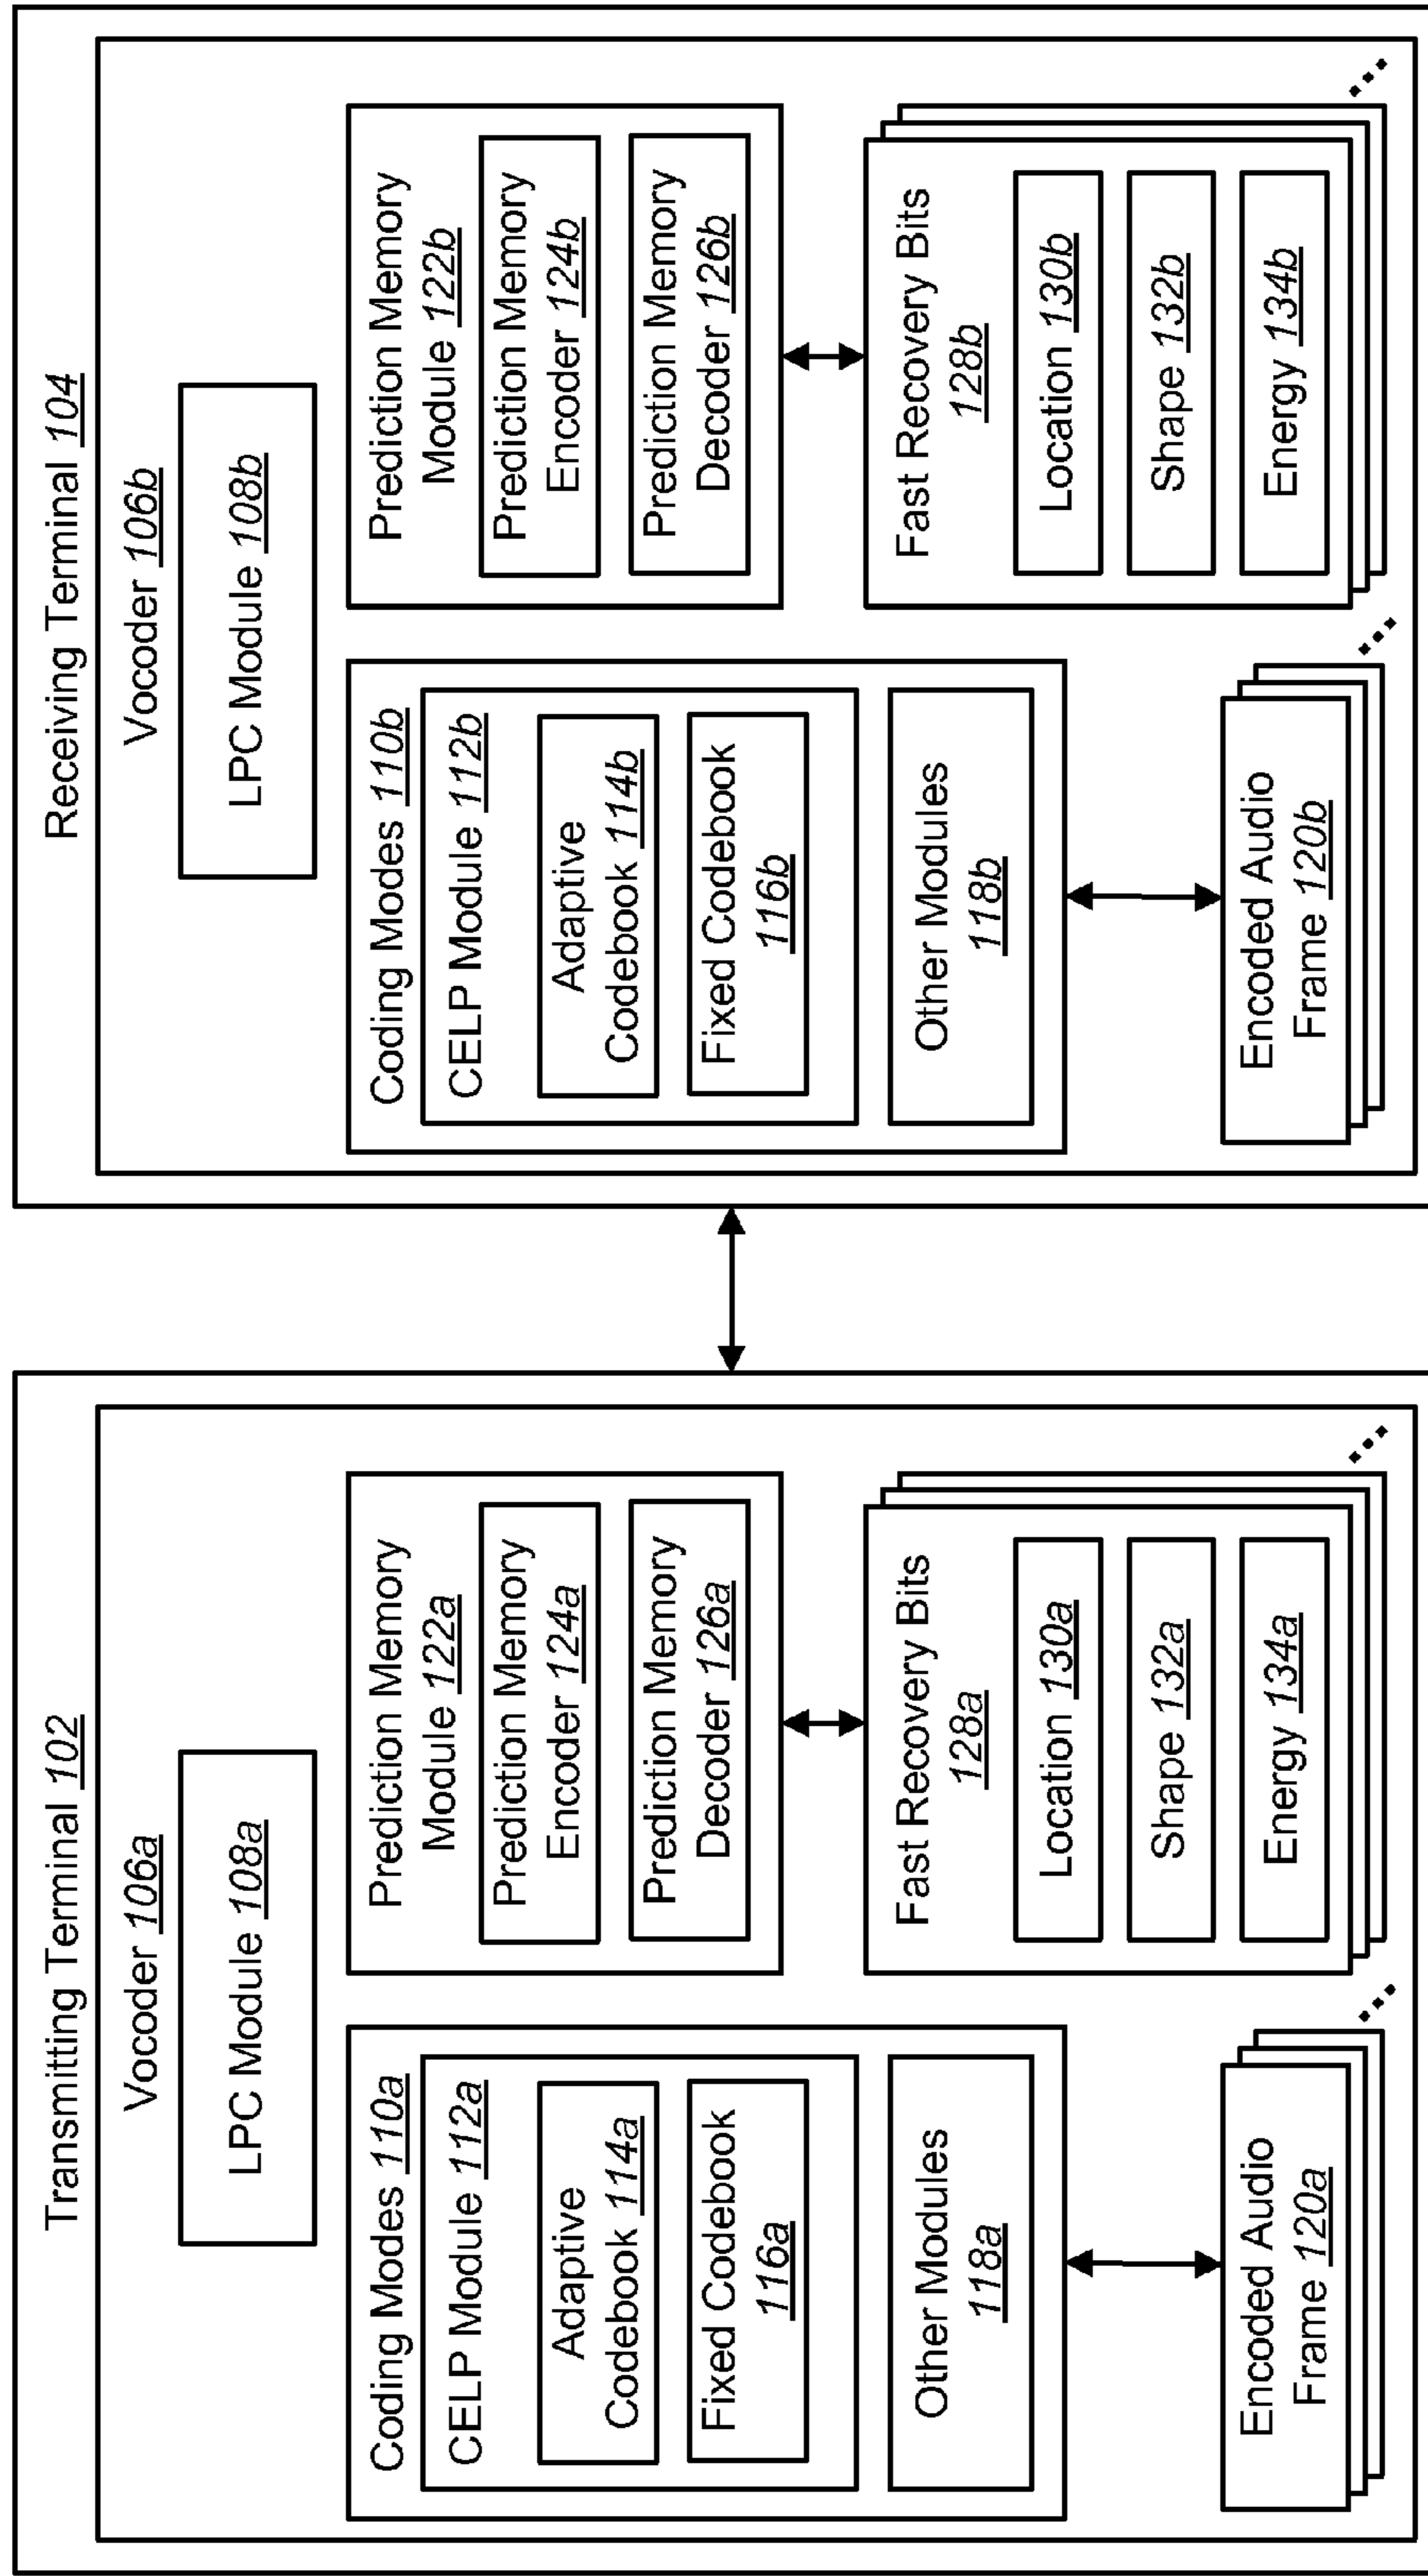 Transmitting Terminal 102
Vocoder 106a
LPC Module 108a
Coding Modes 110a
CELP Module 112a
Adaptive
Codebook 114a
Fixed Codebook
116a
Other Modules
118a
Encoded Audio
Frame 120a
Prediction Memory
Module 122a
Prediction Memory
Encoder 124a
Prediction Memory
Decoder 126a
Fast Recovery Bits
128a
Location 130a
Shape 132a
Energy 134a
Receiving Terminal 104
Vocoder 106b
LPC Module 108b
Coding Modes 110b
CELP Module 112b
Adaptive
Codebook 114b
Fixed Codebook
116b
Other Modules
118b
Encoded Audio
Frame 120b
Prediction Memory
Module 122b
Prediction Memory
Encoder 124b
Prediction Memory
Decoder 126b
Fast Recovery Bits
128b
Location 130b
Shape 132b
Energy 134b